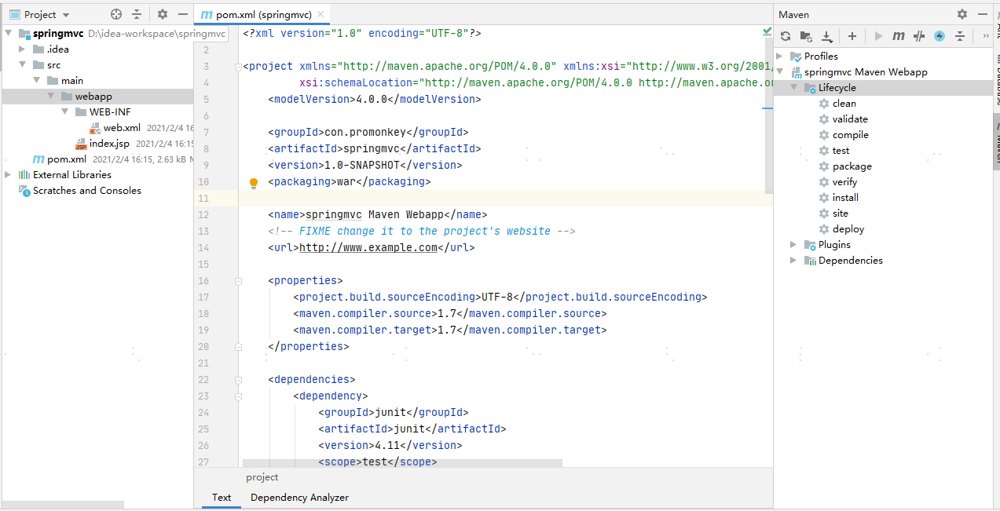 Project
springmvc D:\idea-workspace\springmvc
.idea
src
main
webapp
WEB-INF
web.xml 2021/2/4 16
index.jsp 2021/2/4 16:15
pom.xml 2021/2/4 16:15, 2.63 kB
External Libraries
Scratches and Consoles
pom.xml (springmvc)
<?xml version="1.0" encoding="UTF-8"?>
2
3 <project xmlns="http://maven.apache.org/POM/4.0.0" xmlns:xsi="http://www.w3.org/2001/
4 xsi:schemaLocation="http://maven.apache.org/POM/4.0.0 http://maven.apache.or
5 <modelVersion>4.0.0</modelVersion>
6
7 <groupId>con.promonkey</groupId>
8 <artifactId>springmvc</artifactId>
9 <version>1.0-SNAPSHOT</version>
10 <packaging>war</packaging>
11
12 <name>springmvc Maven Webapp</name>
13 <!-- FIXME change it to the project's website -->
14 <url>http://www.example.com</url>
15
16 <properties>
17 <project.build.sourceEncoding>UTF-8</project.build.sourceEncoding>
18 <maven.compiler.source>1.7</maven.compiler.source>
19 <maven.compiler.target>1.7</maven.compiler.target>
20 </properties>
21
22 <dependencies>
23 <dependency>
24 <groupId>junit</groupId>
25 <artifactId>junit</artifactId>
26 <version>4.11</version>
27 <scope>test</scope>
project
Text Dependency Analyzer
Maven
Profiles
springmvc Maven Webapp
Lifecycle
clean
validate
compile
test
package
verify
install
site
deploy
Plugins
Dependencies